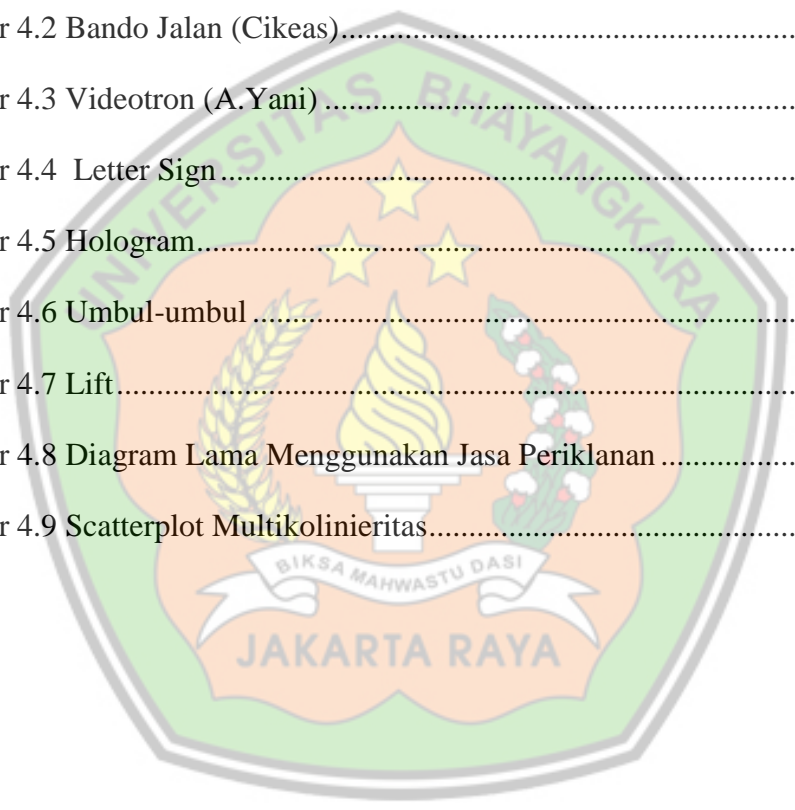 r 4.2 Bando Jalan (Cikeas)..........................................................................
r 4.3 Videotron (A.Yani) ............................................................................
r 4.4  Letter Sign ..........................................................................................
r 4.5 Hologram.............................................................................................
r 4.6 Umbul-umbul ......................................................................................
r 4.7 Lift........................................................................................................
r 4.8 Diagram Lama Menggunakan Jasa Periklanan .................
r 4.9 Scatterplot Multikolinieritas..............................................................
UNIVERSITAS BHAYANGKARA
BIKSA MAHWASTU DASI
JAKARTA RAYA